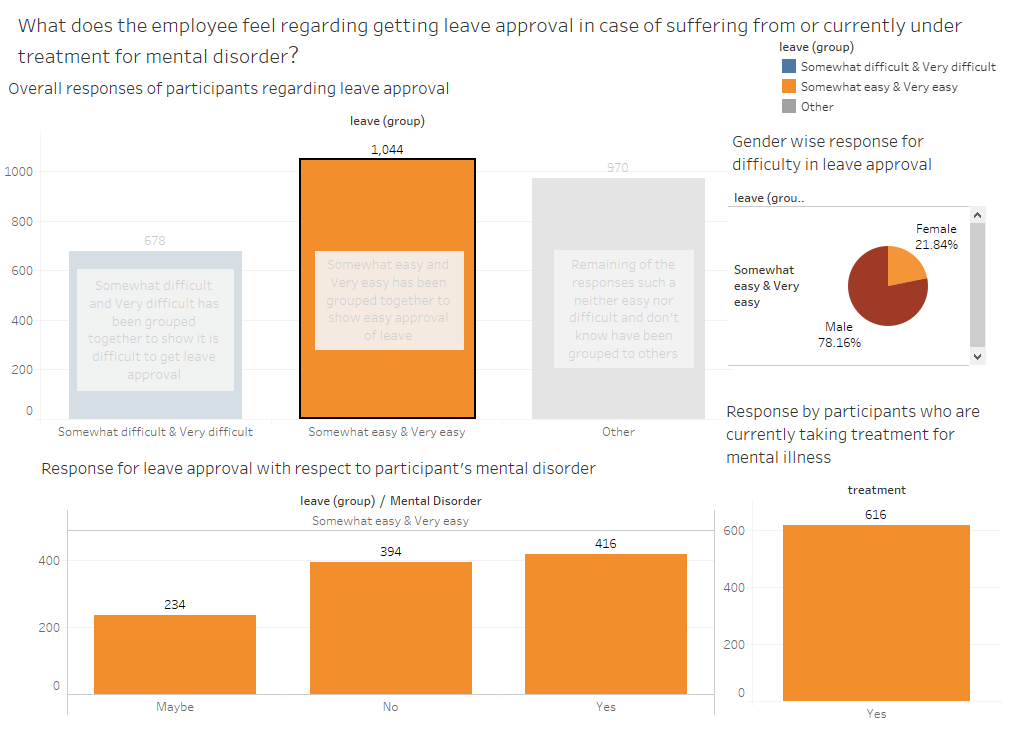 What does the employee feel regarding getting leave approval in case of suffering from or currently under
treatment for mental disorder?
leave (group)
Somewhat difficult & Very difficult
Somewhat easy & Very easy
Other
Overall responses of participants regarding leave approval
leave (group)
1000
800
600
400
200
0
678
Somewhat difficult
and Very difficult has
been grouped
together to show it is
difficult to get leave
approval
1,044
Somewhat easy and
Very easy has been
grouped together to
show easy approval
of leave
970
Remaining of the
responses such a
neither easy nor
difficult and don't
know have been
grouped to others
Somewhat difficult & Very difficult
Somewhat easy & Very easy
Other
Gender wise response for
difficulty in leave approval
leave (grou..
Somewhat
easy & Very
easy
Female
21.84%
Male
78.16%
Response for leave approval with respect to participant's mental disorder
leave (group) / Mental Disorder
Somewhat easy & Very easy
400
200
0
234
394
416
Maybe
No
Yes
Response by participants who are
currently taking treatment for
mental illness
treatment
616
600
400
200
0
Yes